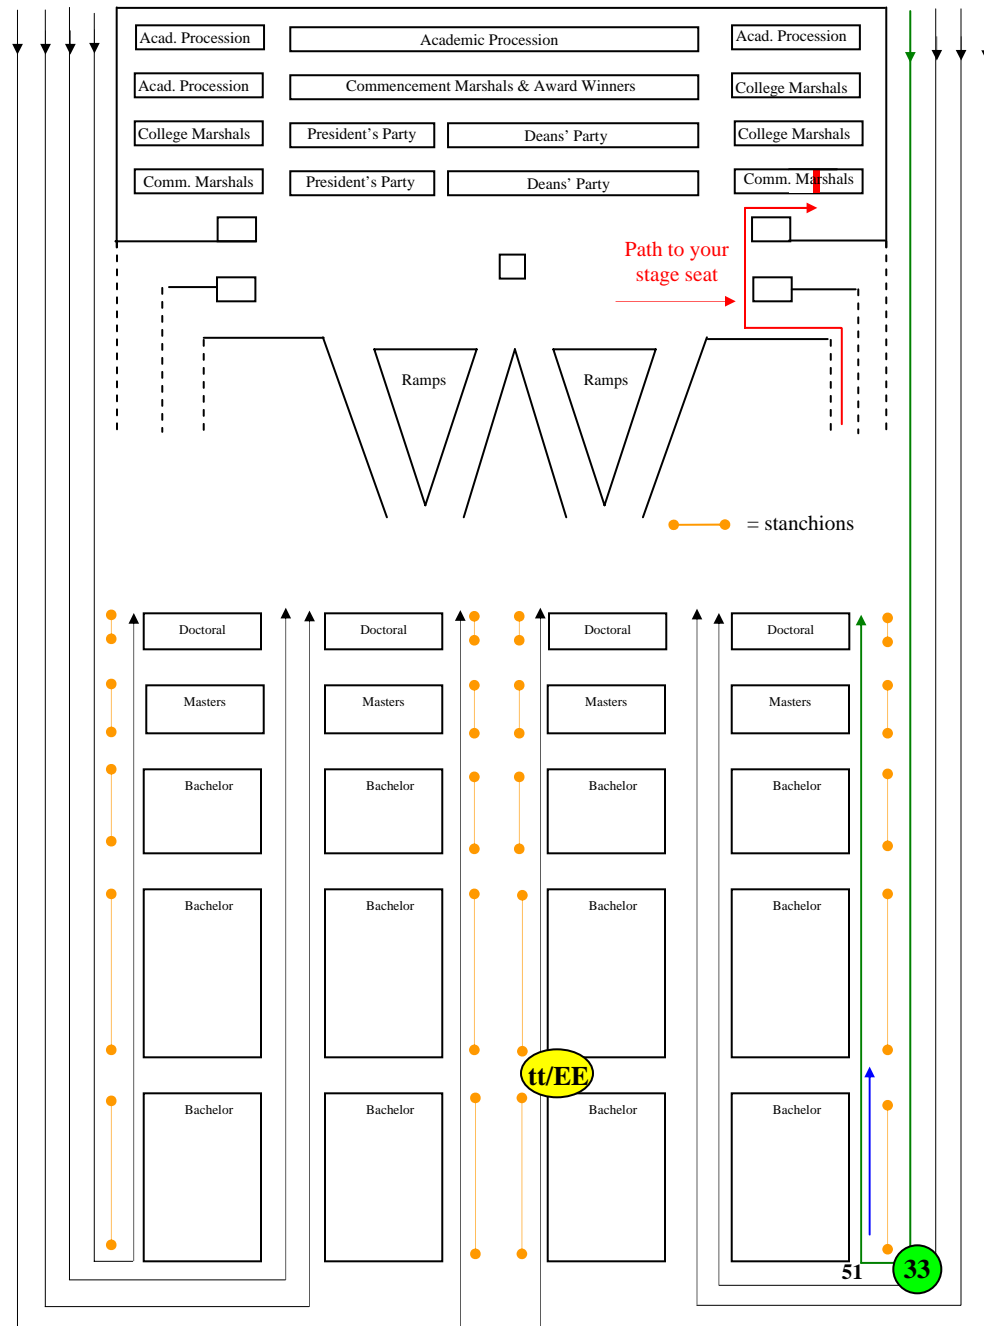 Acad. Procession
Academic Procession
Acad. Procession
Acad. Procession
Commencement Marshals & Award Winners
College Marshals
College Marshals
President's Party
Deans' Party
College Marshals
Comm. Marshals
President's Party
Deans' Party
Comm. Marshals
Path to your
stage seat
Ramps
Ramps
= stanchions
Doctoral
Doctoral
Doctoral
Doctoral
Masters
Masters
Masters
Masters
Bachelor
Bachelor
Bachelor
Bachelor
Bachelor
Bachelor
Bachelor
Bachelor
tt/EE
Bachelor
Bachelor
Bachelor
Bachelor
51
33